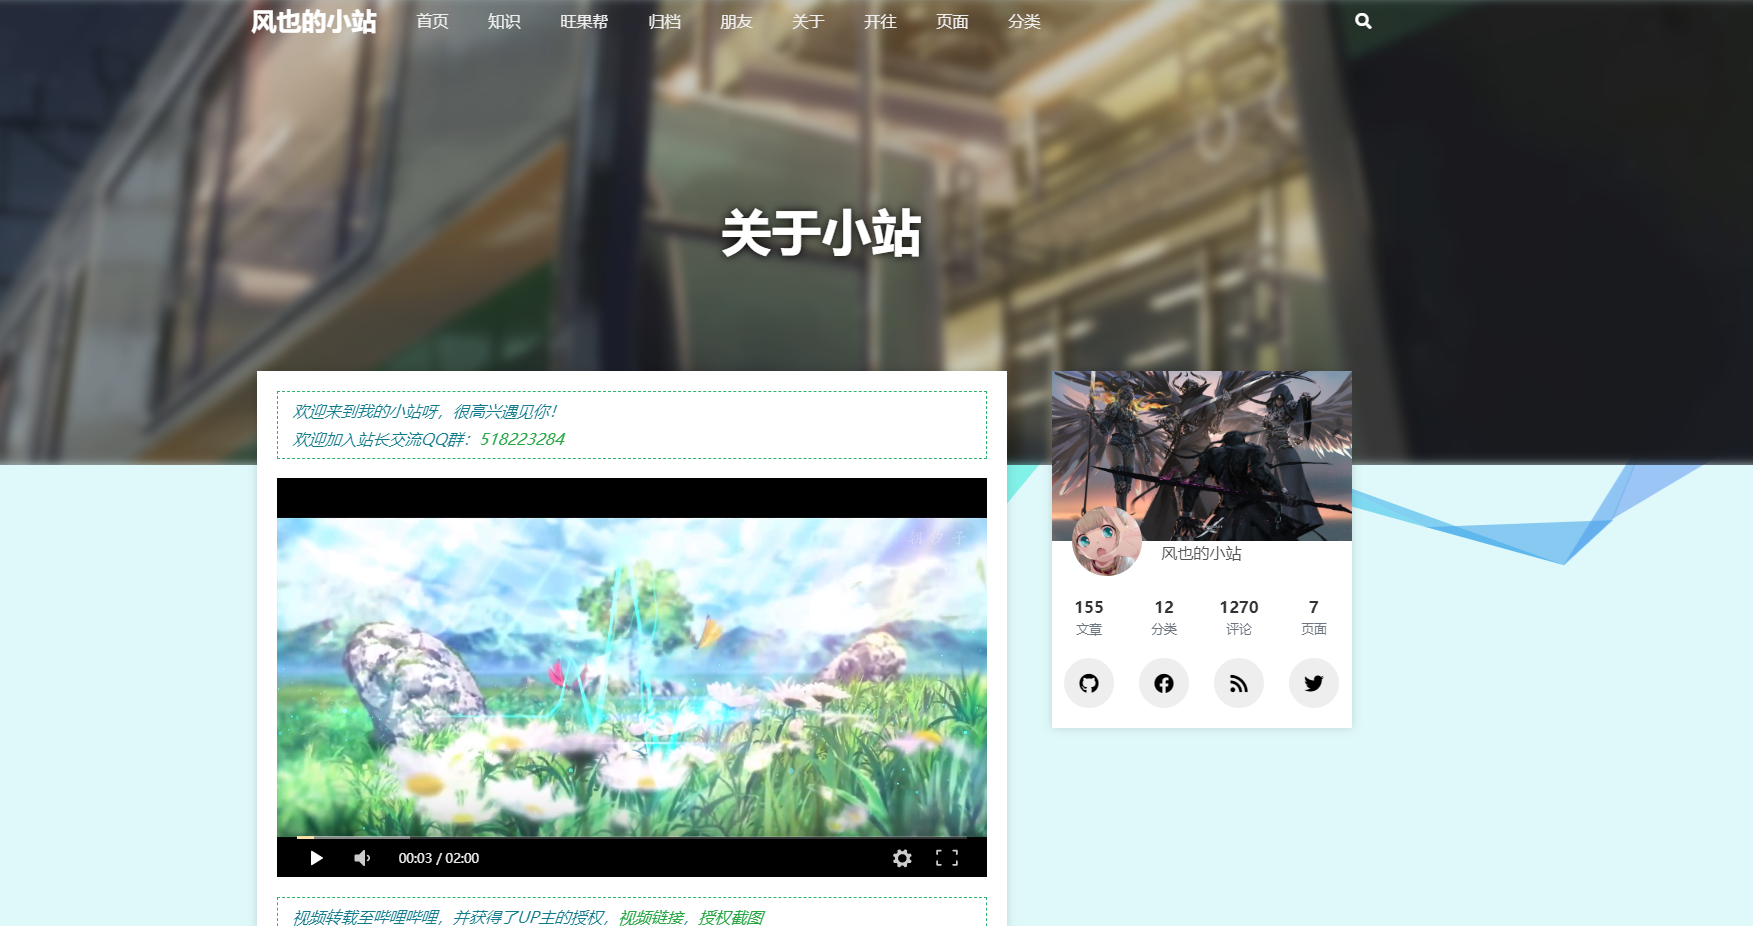 风也的小站 首页 知识 旺果帮 归档 朋友 关于 开往 页面 分类
关于小站
欢迎来到我的小站呀，很高兴遇见你！
欢迎加入站长交流QQ群：518223284
00:03 / 02:00
视频转载至哔哩哔哩，并获得了UP主的授权，视频链接，授权截图
风也的小站
155 12 1270 7
文章 分类 评论 页面